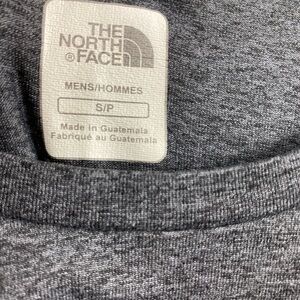 THE
NORTH
FACE
MENS/HOMMES
S/P
Made in Guatemala
Fabriqué au Guatemala